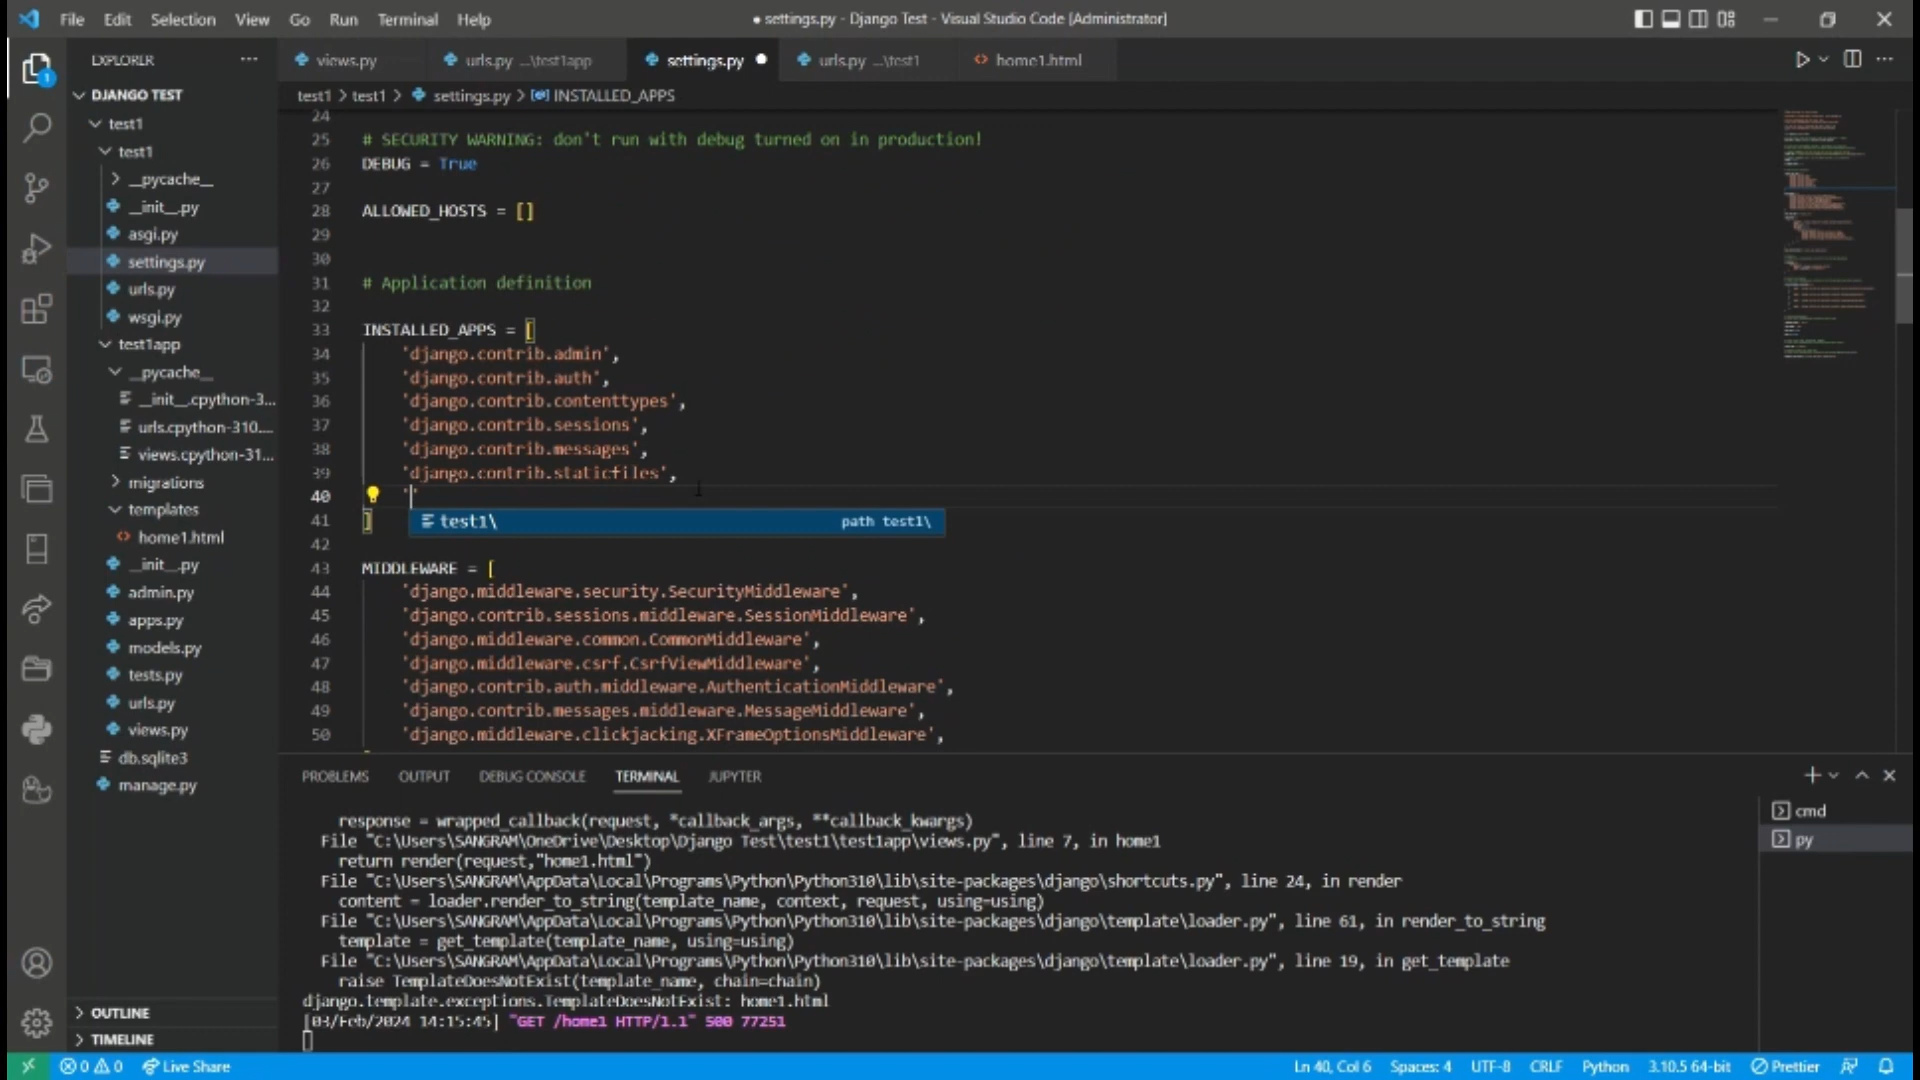 File Edit Selection View Go Run Terminal Help
● settings.py - Django Test - Visual Studio Code [Administrator]
EXPLORER ···
views.py
urls.py ...\test1app
settings.py ●
urls.py ...\test1
<> home1.html
1
DJANGO TEST
test1
test1
__pycache__
__init__.py
asgi.py
settings.py
urls.py
wsgi.py
test1app
__pycache__
__init__.cpython-3...
urls.cpython-310....
views.cpython-31...
migrations
templates
<> home1.html
__init__.py
admin.py
apps.py
models.py
tests.py
urls.py
views.py
db.sqlite3
manage.py
OUTLINE
TIMELINE
test1 > test1 > settings.py > INSTALLED_APPS
24
25 # SECURITY WARNING: don't run with debug turned on in production!
26 DEBUG = True
27
28 ALLOWED_HOSTS = []
29
30
31 # Application definition
32
33 INSTALLED_APPS = [
34 'django.contrib.admin',
35 'django.contrib.auth',
36 'django.contrib.contenttypes',
37 'django.contrib.sessions',
38 'django.contrib.messages',
39 'django.contrib.staticfiles',
40 ''
41 ]
test1\ path test1\
42
43 MIDDLEWARE = [
44 'django.middleware.security.SecurityMiddleware',
45 'django.contrib.sessions.middleware.SessionMiddleware',
46 'django.middleware.common.CommonMiddleware',
47 'django.middleware.csrf.CsrfViewMiddleware',
48 'django.contrib.auth.middleware.AuthenticationMiddleware',
49 'django.contrib.messages.middleware.MessageMiddleware',
50 'django.middleware.clickjacking.XFrameOptionsMiddleware',
PROBLEMS OUTPUT DEBUG CONSOLE TERMINAL JUPYTER
response = wrapped_callback(request, *callback_args, **callback_kwargs)
File "C:\Users\SANGRAM\OneDrive\Desktop\Django Test\test1\test1app\views.py", line 7, in home1
return render(request,"home1.html")
File "C:\Users\SANGRAM\AppData\Local\Programs\Python\Python310\lib\site-packages\django\shortcuts.py", line 24, in render
content = loader.render_to_string(template_name, context, request, using=using)
File "C:\Users\SANGRAM\AppData\Local\Programs\Python\Python310\lib\site-packages\django\template\loader.py", line 61, in render_to_string
template = get_template(template_name, using=using)
File "C:\Users\SANGRAM\AppData\Local\Programs\Python\Python310\lib\site-packages\django\template\loader.py", line 19, in get_template
raise TemplateDoesNotExist(template_name, chain=chain)
django.template.exceptions.TemplateDoesNotExist: home1.html
[03/Feb/2024 14:15:45] "GET /home1 HTTP/1.1" 500 77251
cmd
py
0 0 Live Share
Ln 40, Col 6 Spaces: 4 UTF-8 CRLF Python 3.10.5 64-bit Prettier